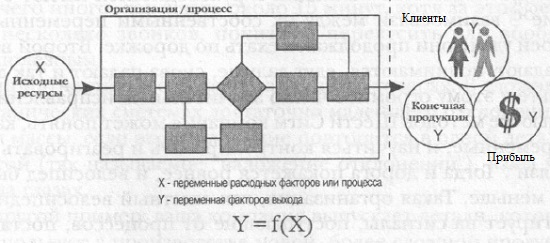 Организация / процесс
Клиенты
X
Исходные
ресурсы
Y
Конечная
продукция
Y
Y
Прибыль
X - переменные расходных факторов или процесса
Y - переменная факторов выхода
Y = f(X)